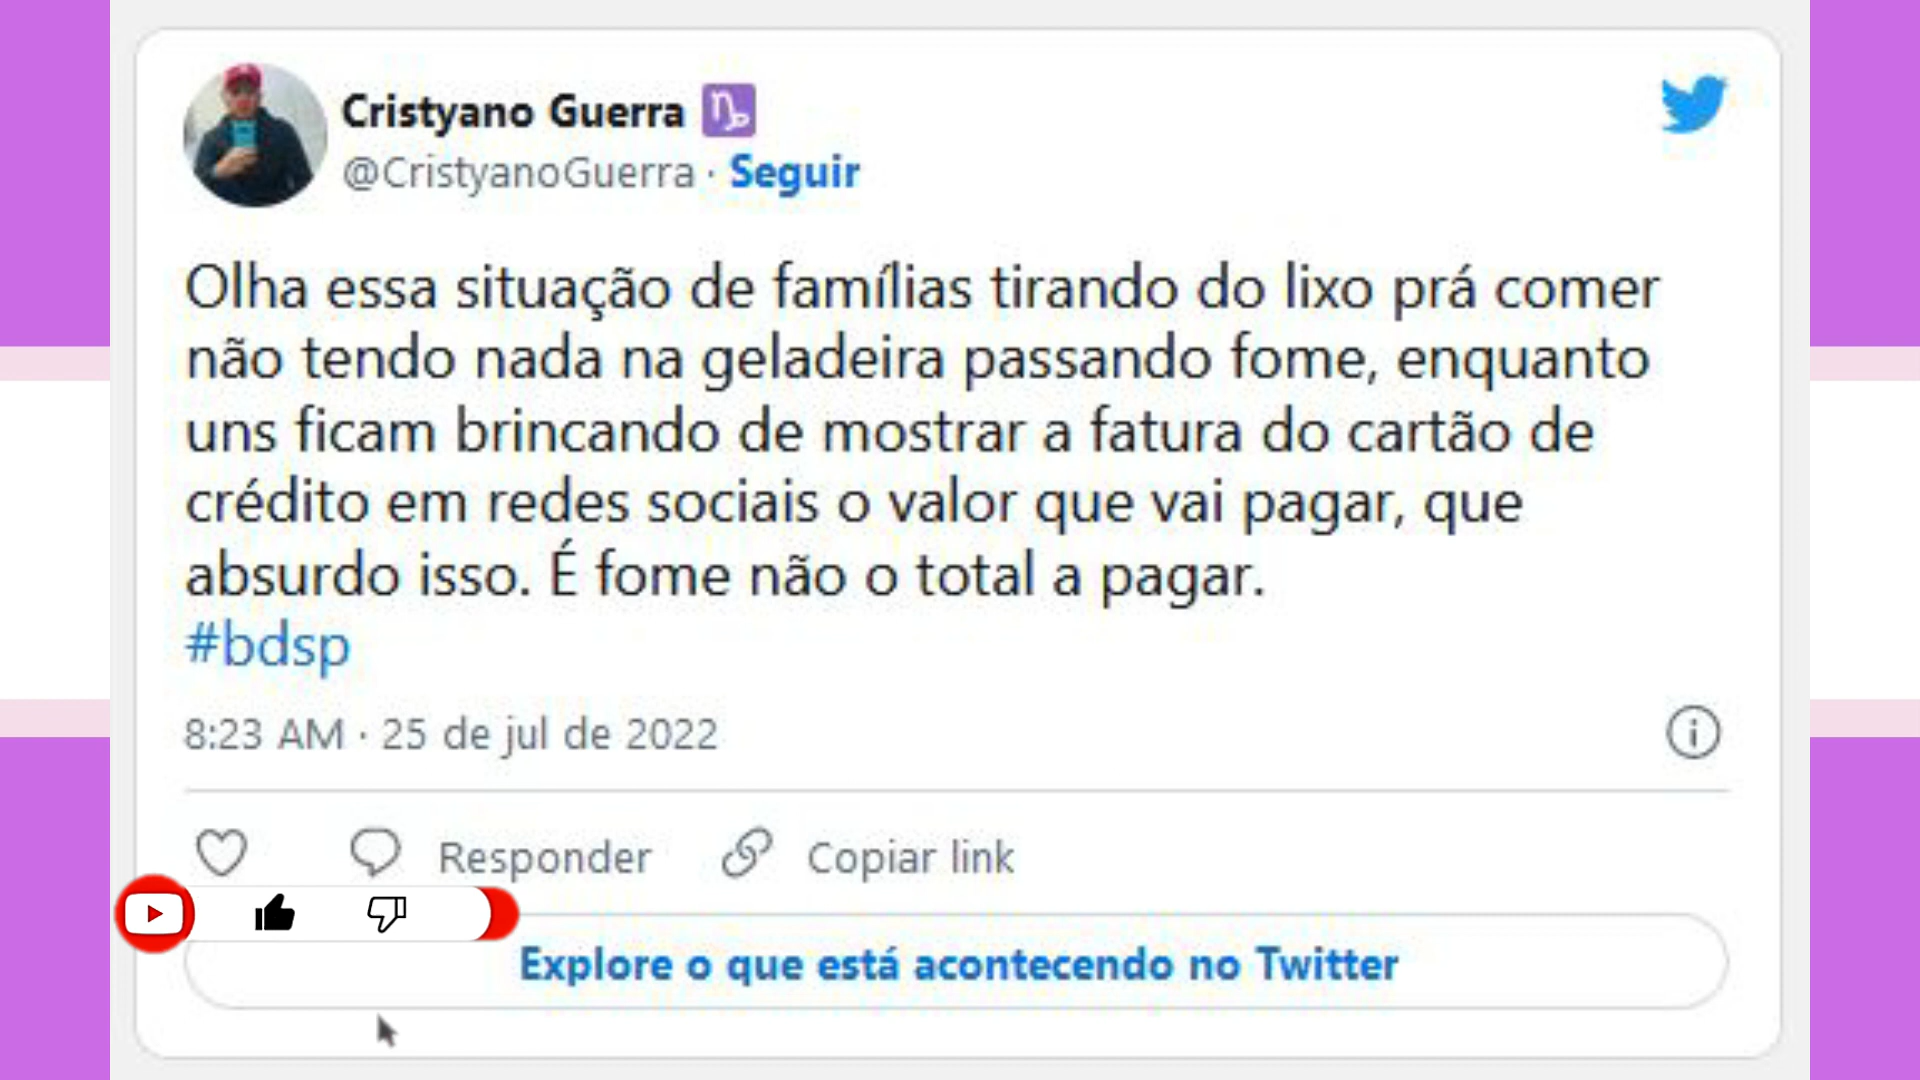 Cristyano Guerra ♑
@CristyanoGuerra · Seguir
Olha essa situação de famílias tirando do lixo prá comer
não tendo nada na geladeira passando fome, enquanto
uns ficam brincando de mostrar a fatura do cartão de
crédito em redes sociais o valor que vai pagar, que
absurdo isso. É fome não o total a pagar.
#bdsp
8:23 AM · 25 de jul de 2022
Responder Copiar link
Explore o que está acontecendo no Twitter